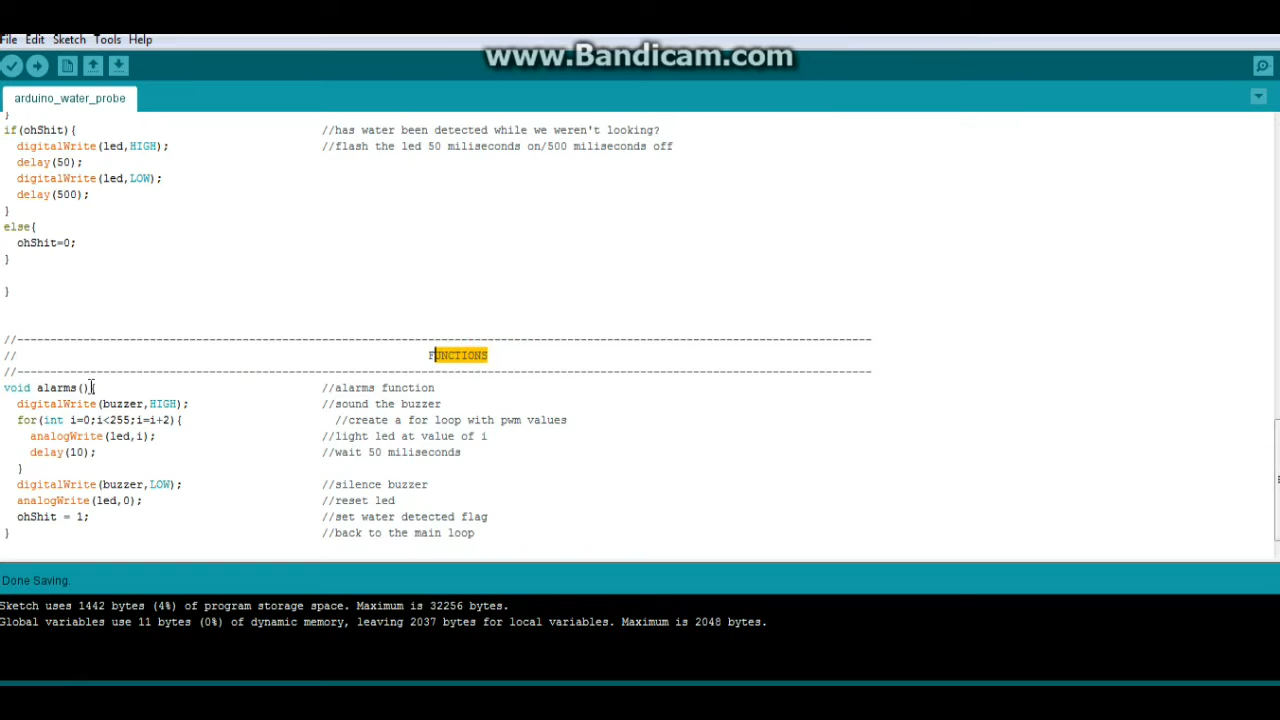 www.Bandicam.com
File Edit Sketch Tools Help
arduino_water_probe
}
if(ohShit){ //has water been detected while we weren't looking?
digitalWrite(led,HIGH); //flash the led 50 miliseconds on/500 miliseconds off
delay(50);
digitalWrite(led,LOW);
delay(500);
}
else{
ohShit=0;
}
}
//---------------------------------------------------------------------------------------------------------------------------------
// FUNCTIONS
//---------------------------------------------------------------------------------------------------------------------------------
void alarms(){ //alarms function
digitalWrite(buzzer,HIGH); //sound the buzzer
for(int i=0;i<255;i=i+2){ //create a for loop with pwm values
analogWrite(led,i); //light led at value of i
delay(10); //wait 50 miliseconds
}
digitalWrite(buzzer,LOW); //silence buzzer
analogWrite(led,0); //reset led
ohShit = 1; //set water detected flag
} //back to the main loop
Done Saving.
Sketch uses 1442 bytes (4%) of program storage space. Maximum is 32256 bytes.
Global variables use 11 bytes (0%) of dynamic memory, leaving 2037 bytes for local variables. Maximum is 2048 bytes.